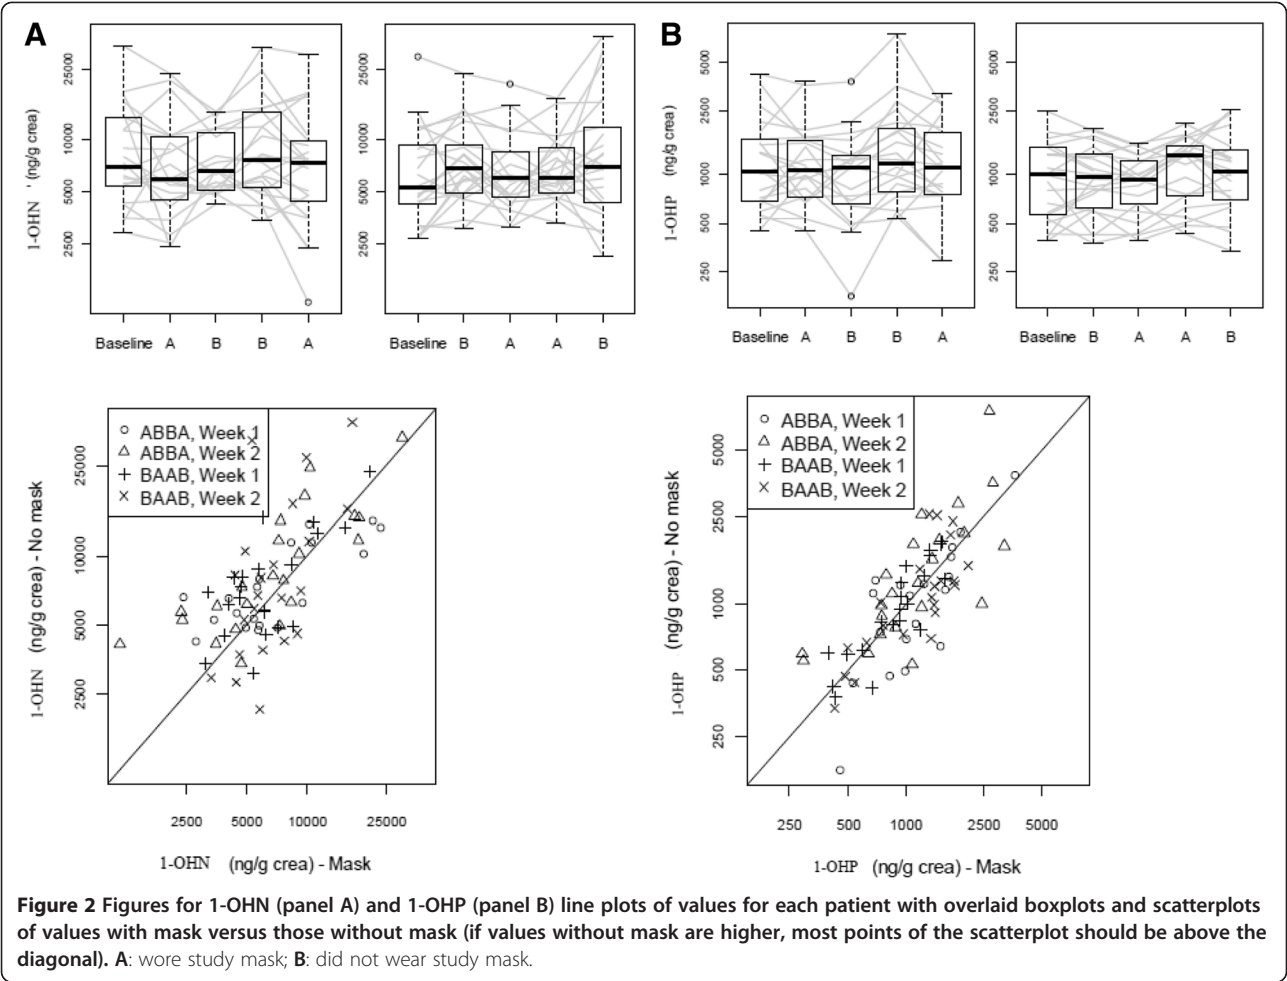 A
1-OHN ' (ng/g crea)
25000
10000
5000
2500
Baseline A B B A
25000
10000
5000
2500
Baseline B A A B
B
1-OHP (ng/g crea)
5000
2500
1000
500
250
Baseline A B B A
5000
2500
1000
500
250
Baseline B A A B
1-OHN (ng/g crea) - No mask
25000
10000
5000
2500
ABBA, Week 1
ABBA, Week 2
BAAB, Week 1
BAAB, Week 2
2500 5000 10000 25000
1-OHN (ng/g crea) - Mask
1-OHP (ng/g crea) - No mask
5000
2500
1000
500
250
ABBA, Week 1
ABBA, Week 2
BAAB, Week 1
BAAB, Week 2
250 500 1000 2500 5000
1-OHP (ng/g crea) - Mask
Figure 2 Figures for 1-OHN (panel A) and 1-OHP (panel B) line plots of values for each patient with overlaid boxplots and scatterplots
of values with mask versus those without mask (if values without mask are higher, most points of the scatterplot should be above the
diagonal). A: wore study mask; B: did not wear study mask.